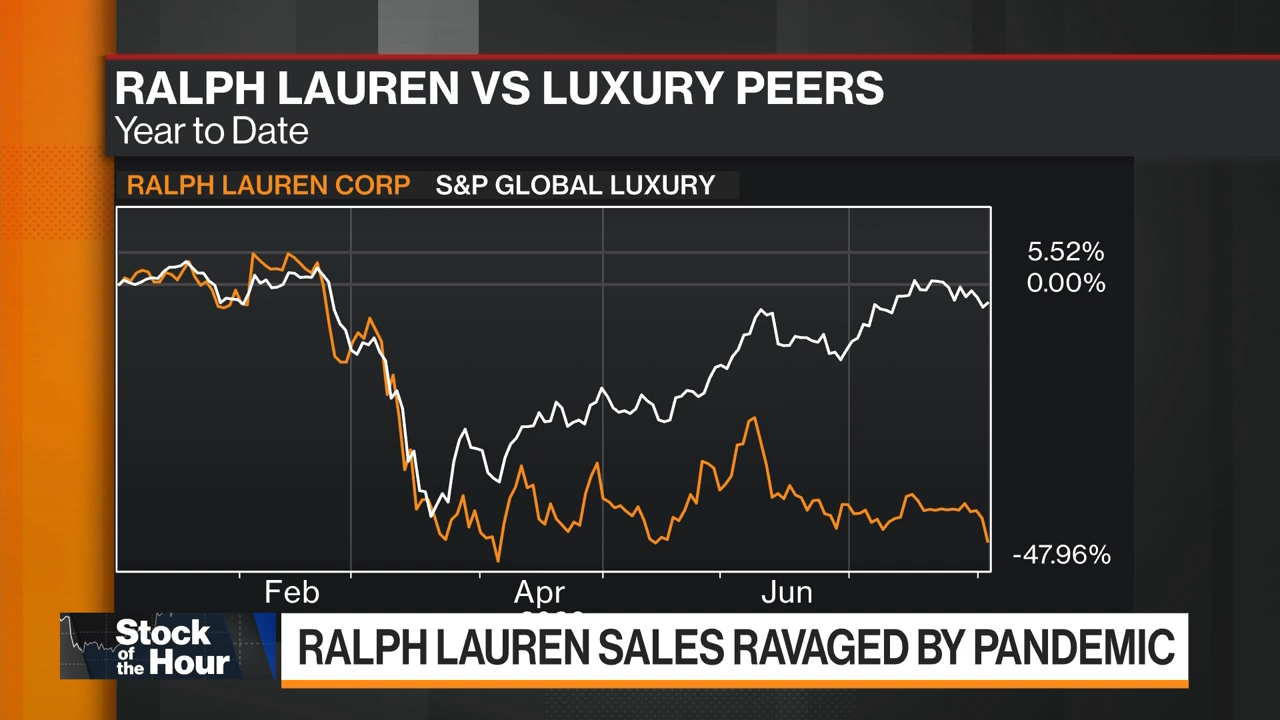 RALPH LAUREN VS LUXURY PEERS
Year to Date
RALPH LAUREN CORP S&P GLOBAL LUXURY
5.52%
0.00%
-47.96%
Feb Apr Jun
Stock
of
the Hour
RALPH LAUREN SALES RAVAGED BY PANDEMIC